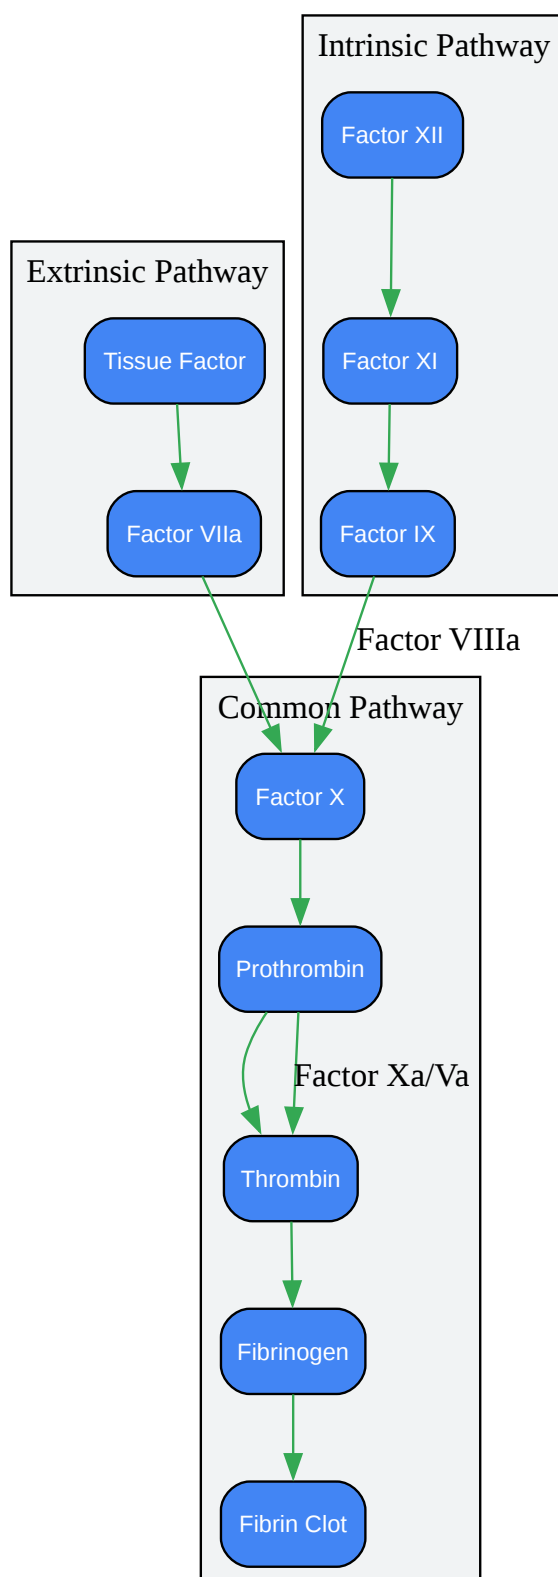 Intrinsic Pathway
Factor XII
Extrinsic Pathway
Tissue Factor
Factor XI
Factor VIIa
Factor IX
Factor VIIIa
Common Pathway
Factor X
Prothrombin
Factor Xa/Va
Thrombin
Fibrinogen
Fibrin Clot